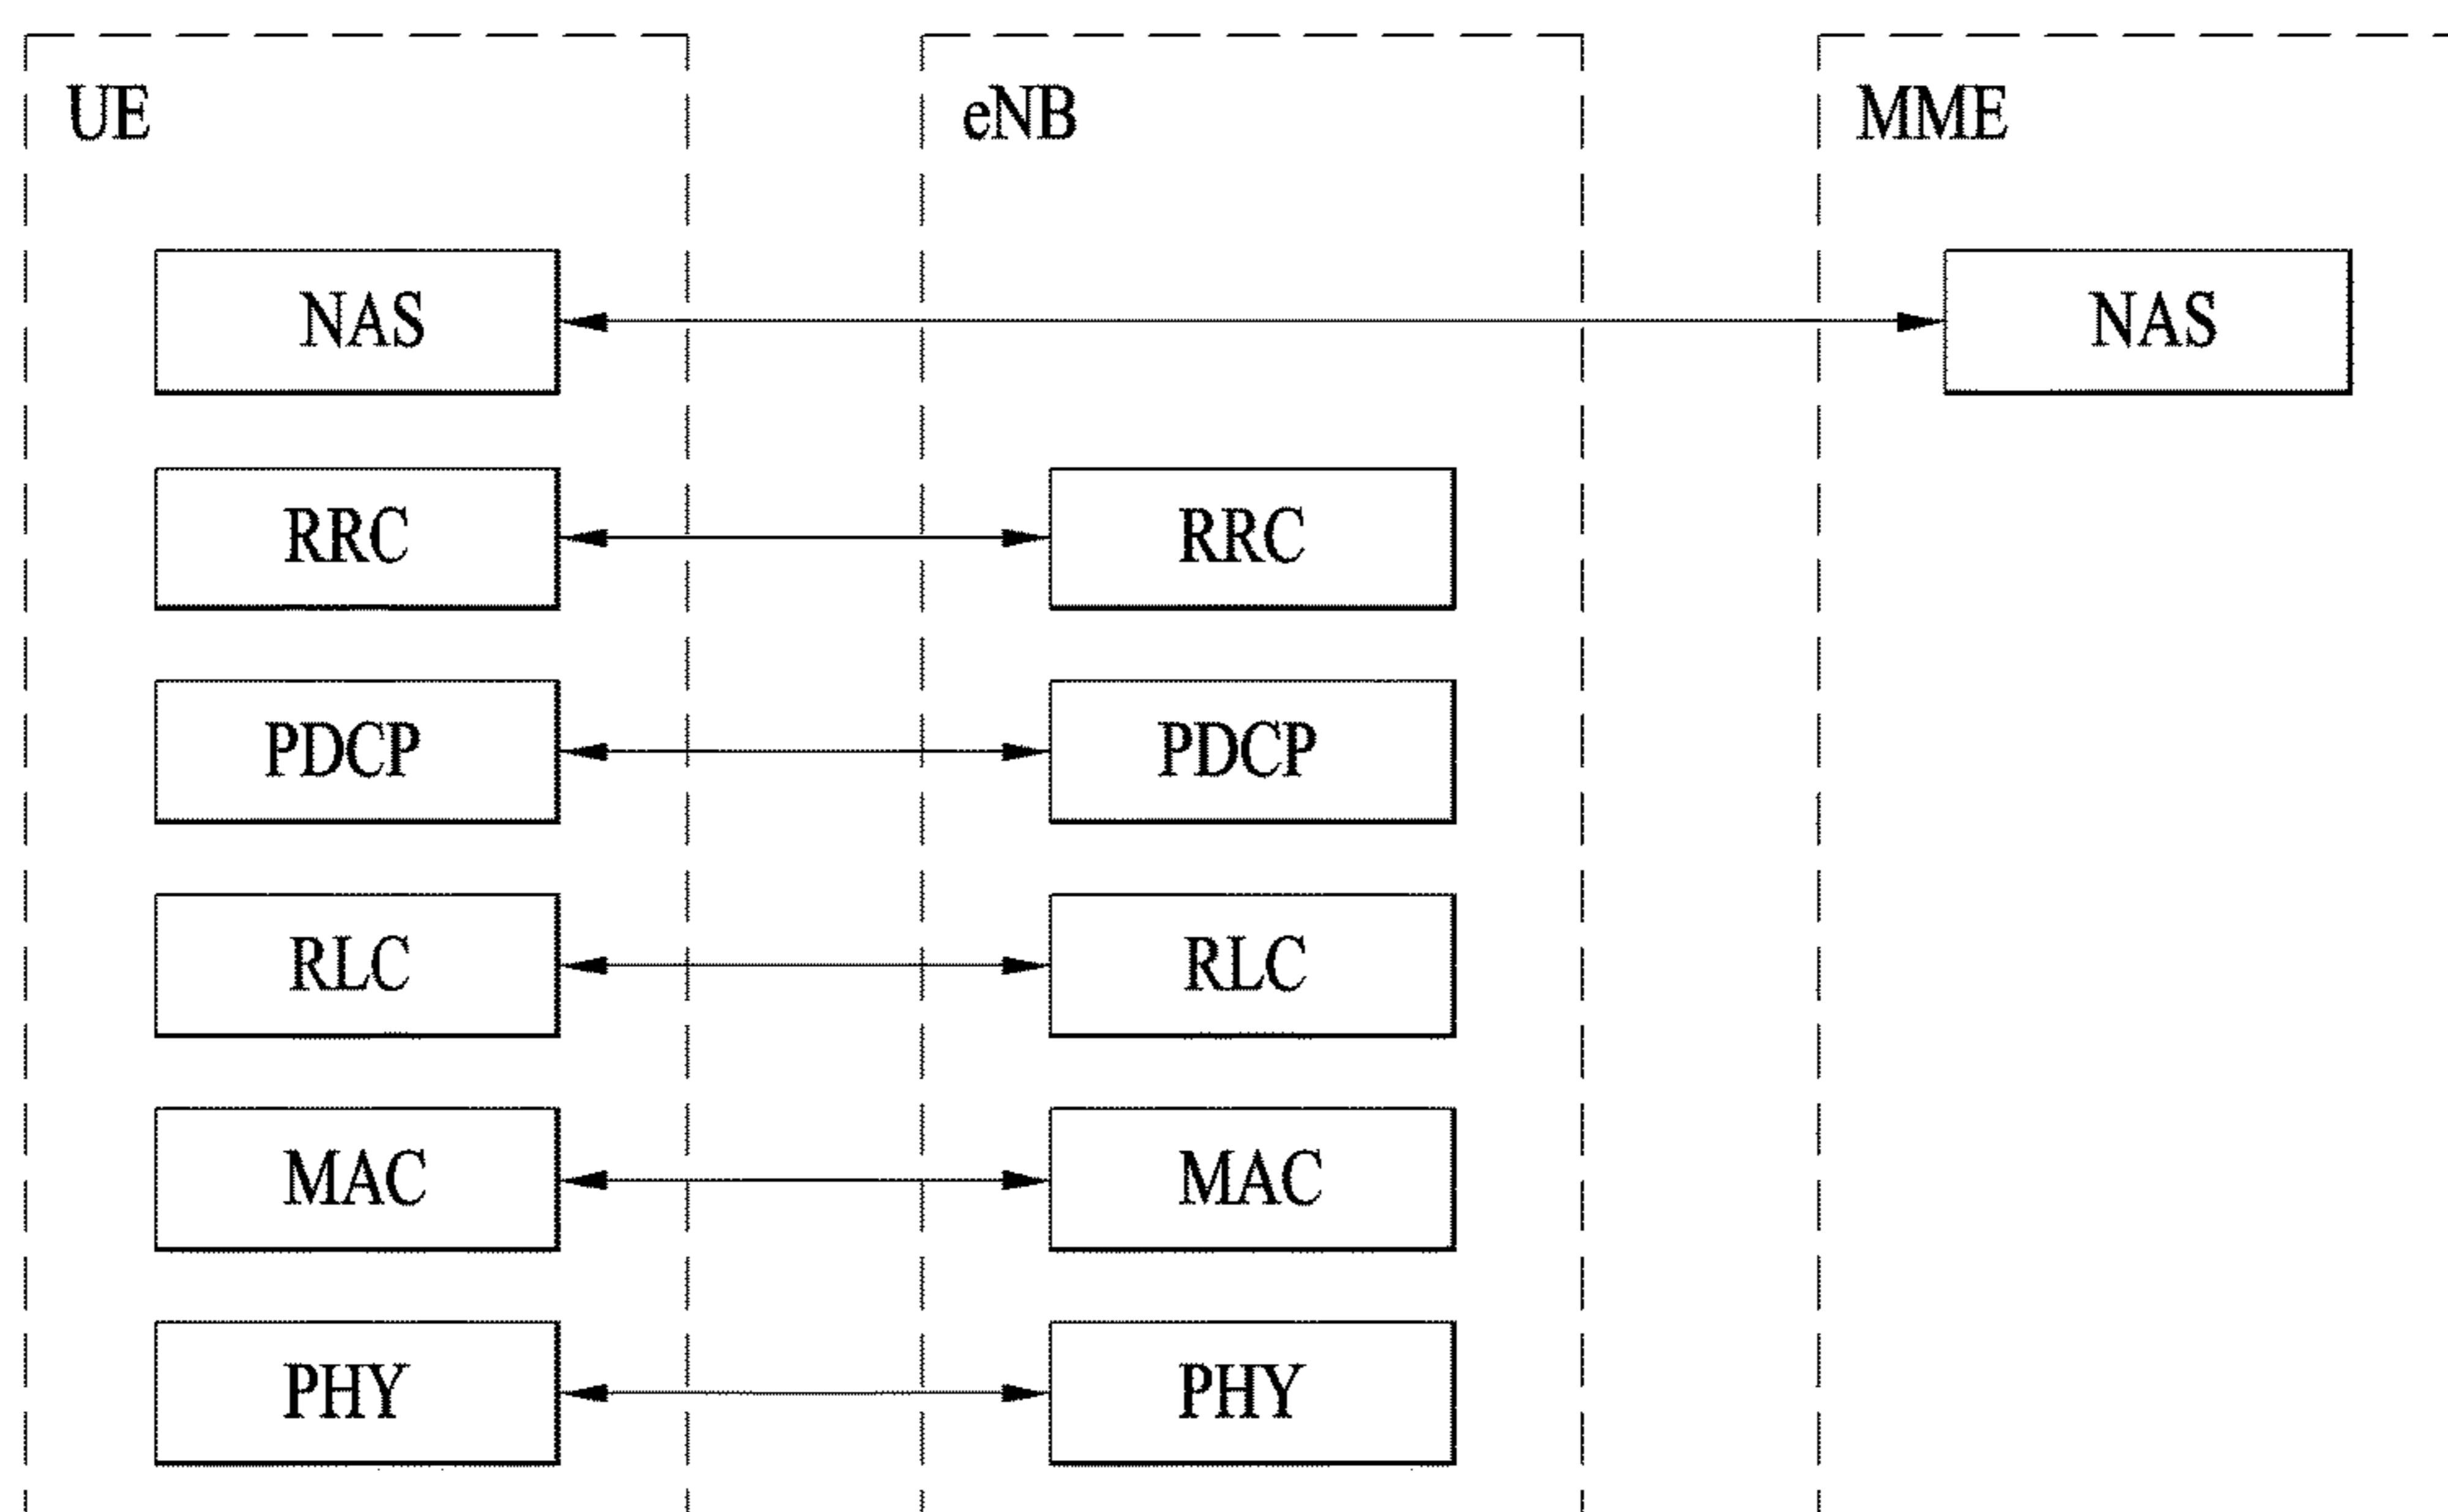 UE eNB MME
NAS NAS
RRC RRC
PDCP PDCP
RLC RLC
MAC MAC
PHY PHY